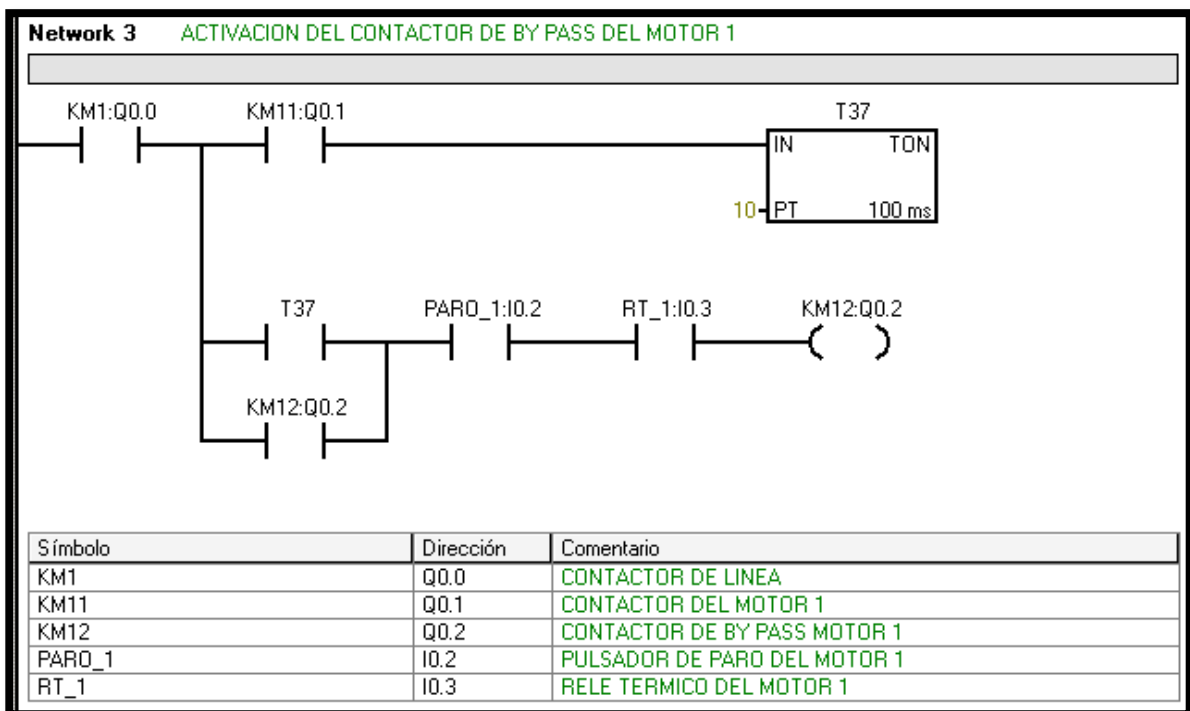 Network 3 ACTIVACION DEL CONTACTOR DE BY PASS DEL MOTOR 1
KM1:Q0.0 KM11:Q0.1 T37
IN TON
10 PT 100 ms
T37 PARO_1:I0.2 RT_1:I0.3 KM12:Q0.2
KM12:Q0.2
Símbolo Dirección Comentario
KM1 Q0.0 CONTACTOR DE LINEA
KM11 Q0.1 CONTACTOR DEL MOTOR 1
KM12 Q0.2 CONTACTOR DE BY PASS MOTOR 1
PARO_1 I0.2 PULSADOR DE PARO DEL MOTOR 1
RT_1 I0.3 RELE TERMICO DEL MOTOR 1